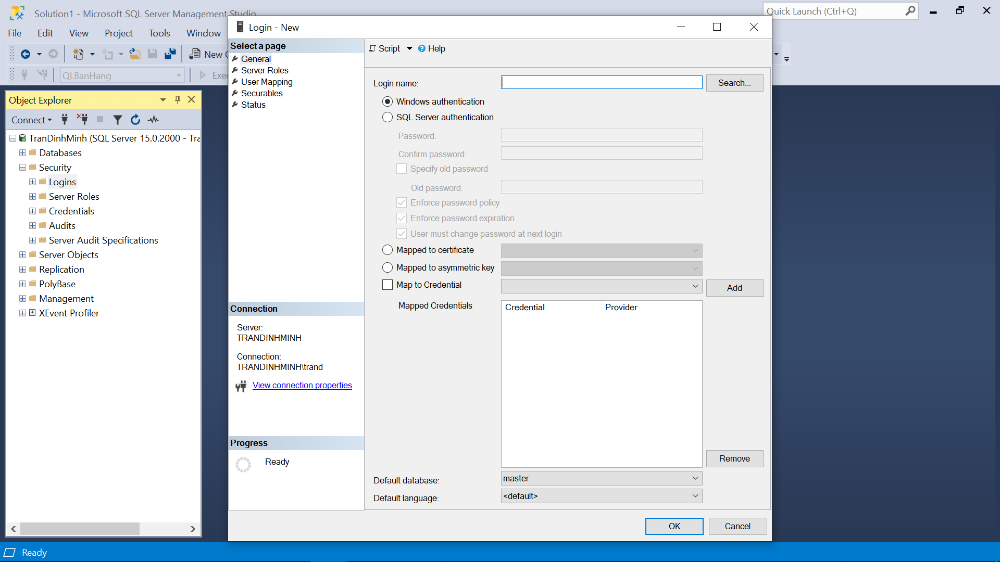 Solution1 - Microsoft SQL Server Management Studio
Quick Launch (Ctrl+Q)
File Edit View Project Tools Window
New
QLBanHang
Object Explorer
Connect
TranDinhMinh (SQL Server 15.0.2000 - Tra
Databases
Security
Logins
Server Roles
Credentials
Audits
Server Audit Specifications
Server Objects
Replication
PolyBase
Management
XEvent Profiler
Login - New
Select a page
General
Server Roles
User Mapping
Securables
Status
Connection
Server:
TRANDINHMINH
Connection:
TRANDINHMINH\trand
View connection properties
Progress
Ready
Script Help
Login name:
Search...
Windows authentication
SQL Server authentication
Password:
Confirm password:
Specify old password
Old password:
Enforce password policy
Enforce password expiration
User must change password at next login
Mapped to certificate
Mapped to asymmetric key
Map to Credential
Add
Mapped Credentials
Credential Provider
Remove
Default database:
master
Default language:
<default>
OK Cancel
Ready